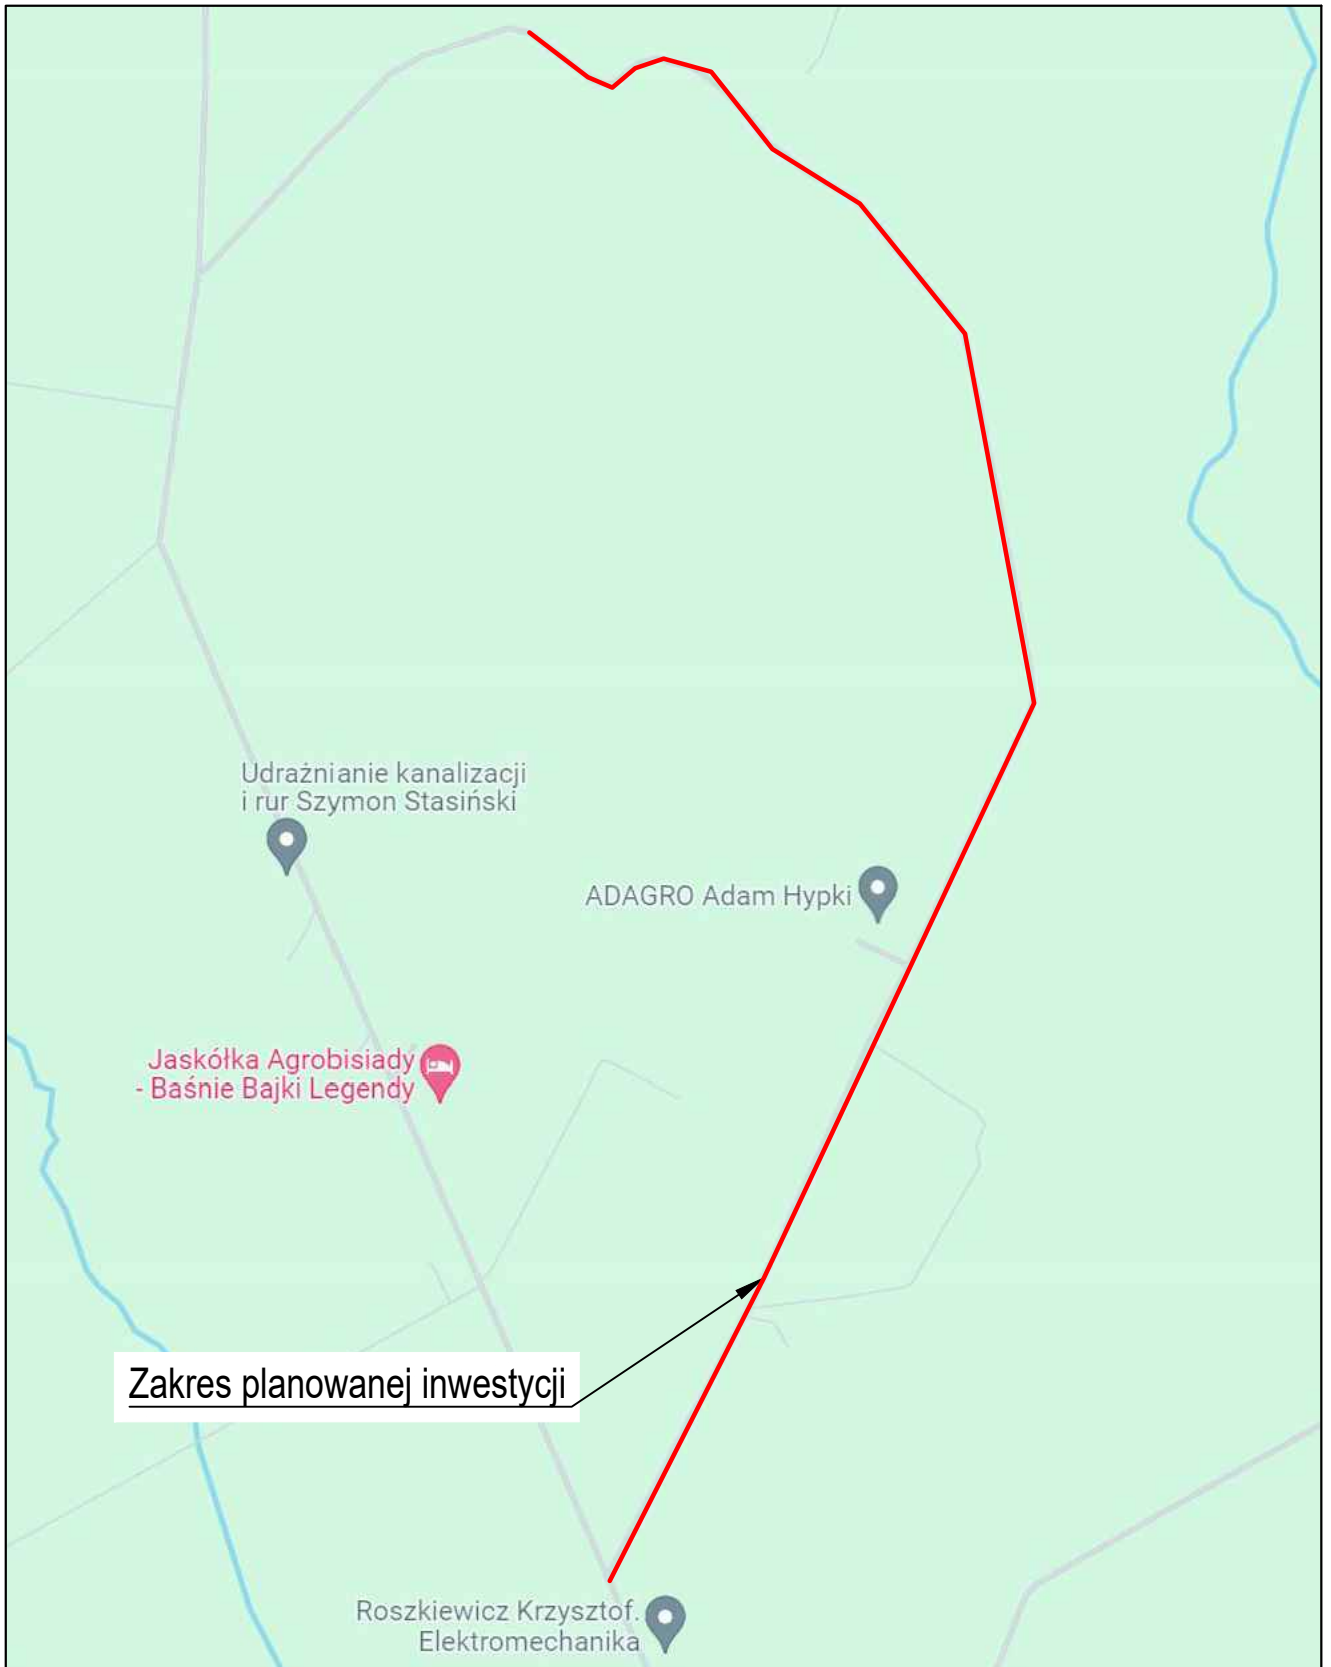 Udrażnianie kanalizacji
i rur Szymon Stasiński
ADAGRO Adam Hypki
Jaskółka Agrobisiady
- Baśnie Bajki Legendy
Zakres planowanej inwestycji
Roszkiewicz Krzysztof.
Elektromechanika